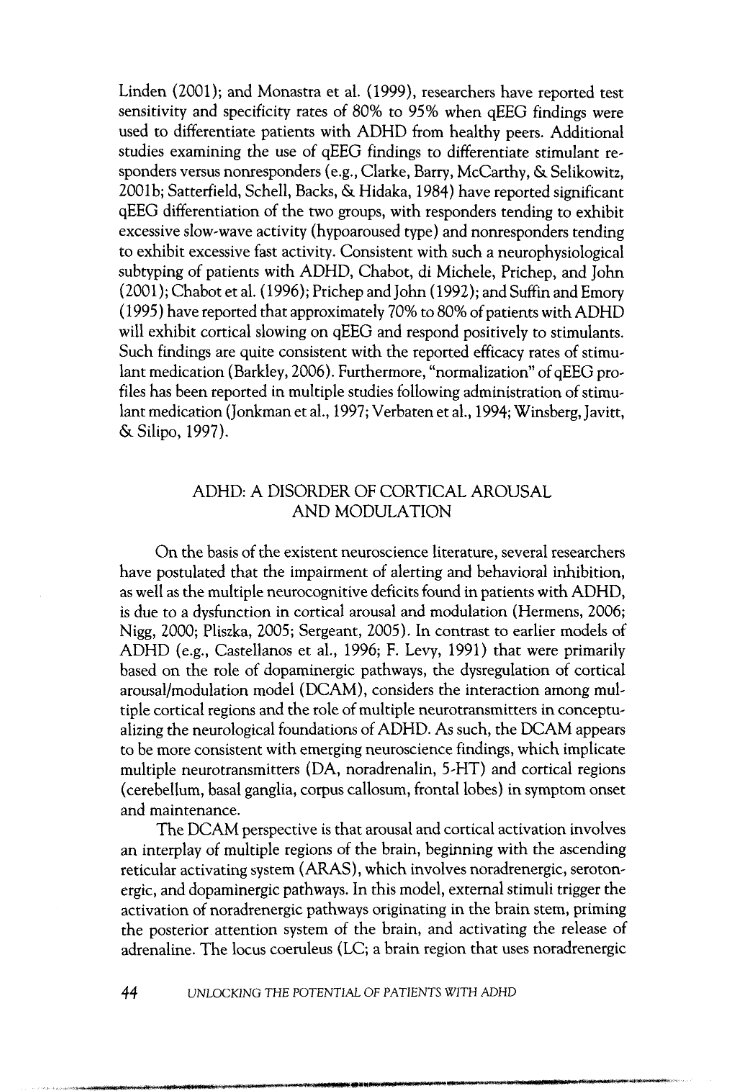 Linden (2001); and Monastra et al. (1999), researchers have reported test
sensitivity and specificity rates of 80% to 95% when qEEG findings were
used to differentiate patients with ADHD from healthy peers. Additional
studies examining the use of qEEG findings to differentiate stimulant re-
sponders versus nonresponders (e.g., Clarke, Barry, McCarthy, & Selikowitz,
2001b; Satterfield, Schell, Backs, & Hidaka, 1984) have reported significant
qEEG differentiation of the two groups, with responders tending to exhibit
excessive slow-wave activity (hypoaroused type) and nonresponders tending
to exhibit excessive fast activity. Consistent with such a neurophysiological
subtyping of patients with ADHD, Chabot, di Michele, Prichep, and John
(2001); Chabot et al. (1996); Prichep and John (1992); and Suffin and Emory
(1995) have reported that approximately 70% to 80% of patients with ADHD
will exhibit cortical slowing on qEEG and respond positively to stimulants.
Such findings are quite consistent with the reported efficacy rates of stimu-
lant medication (Barkley, 2006). Furthermore, “normalization” of qEEG pro-
files has been reported in multiple studies following administration of stimu-
lant medication (Jonkman et al., 1997; Verbaten et al., 1994; Winsberg, Javitt,
& Silipo, 1997).
ADHD: A DISORDER OF CORTICAL AROUSAL
AND MODULATION
On the basis of the existent neuroscience literature, several researchers
have postulated that the impairment of alerting and behavioral inhibition,
as well as the multiple neurocognitive deficits found in patients with ADHD,
is due to a dysfunction in cortical arousal and modulation (Hermens, 2006;
Nigg, 2000; Pliszka, 2005; Sergeant, 2005). In contrast to earlier models of
ADHD (e.g., Castellanos et al., 1996; F. Levy, 1991) that were primarily
based on the role of dopaminergic pathways, the dysregulation of cortical
arousal/modulation model (DCAM), considers the interaction among mul-
tiple cortical regions and the role of multiple neurotransmitters in conceptu-
alizing the neurological foundations of ADHD. As such, the DCAM appears
to be more consistent with emerging neuroscience findings, which implicate
multiple neurotransmitters (DA, noradrenalin, 5-HT) and cortical regions
(cerebellum, basal ganglia, corpus callosum, frontal lobes) in symptom onset
and maintenance.
The DCAM perspective is that arousal and cortical activation involves
an interplay of multiple regions of the brain, beginning with the ascending
reticular activating system (ARAS), which involves noradrenergic, seroton-
ergic, and dopaminergic pathways. In this model, external stimuli trigger the
activation of noradrenergic pathways originating in the brain stem, priming
the posterior attention system of the brain, and activating the release of
adrenaline. The locus coeruleus (LC; a brain region that uses noradrenergic
44 UNLOCKING THE POTENTIAL OF PATIENTS WITH ADHD